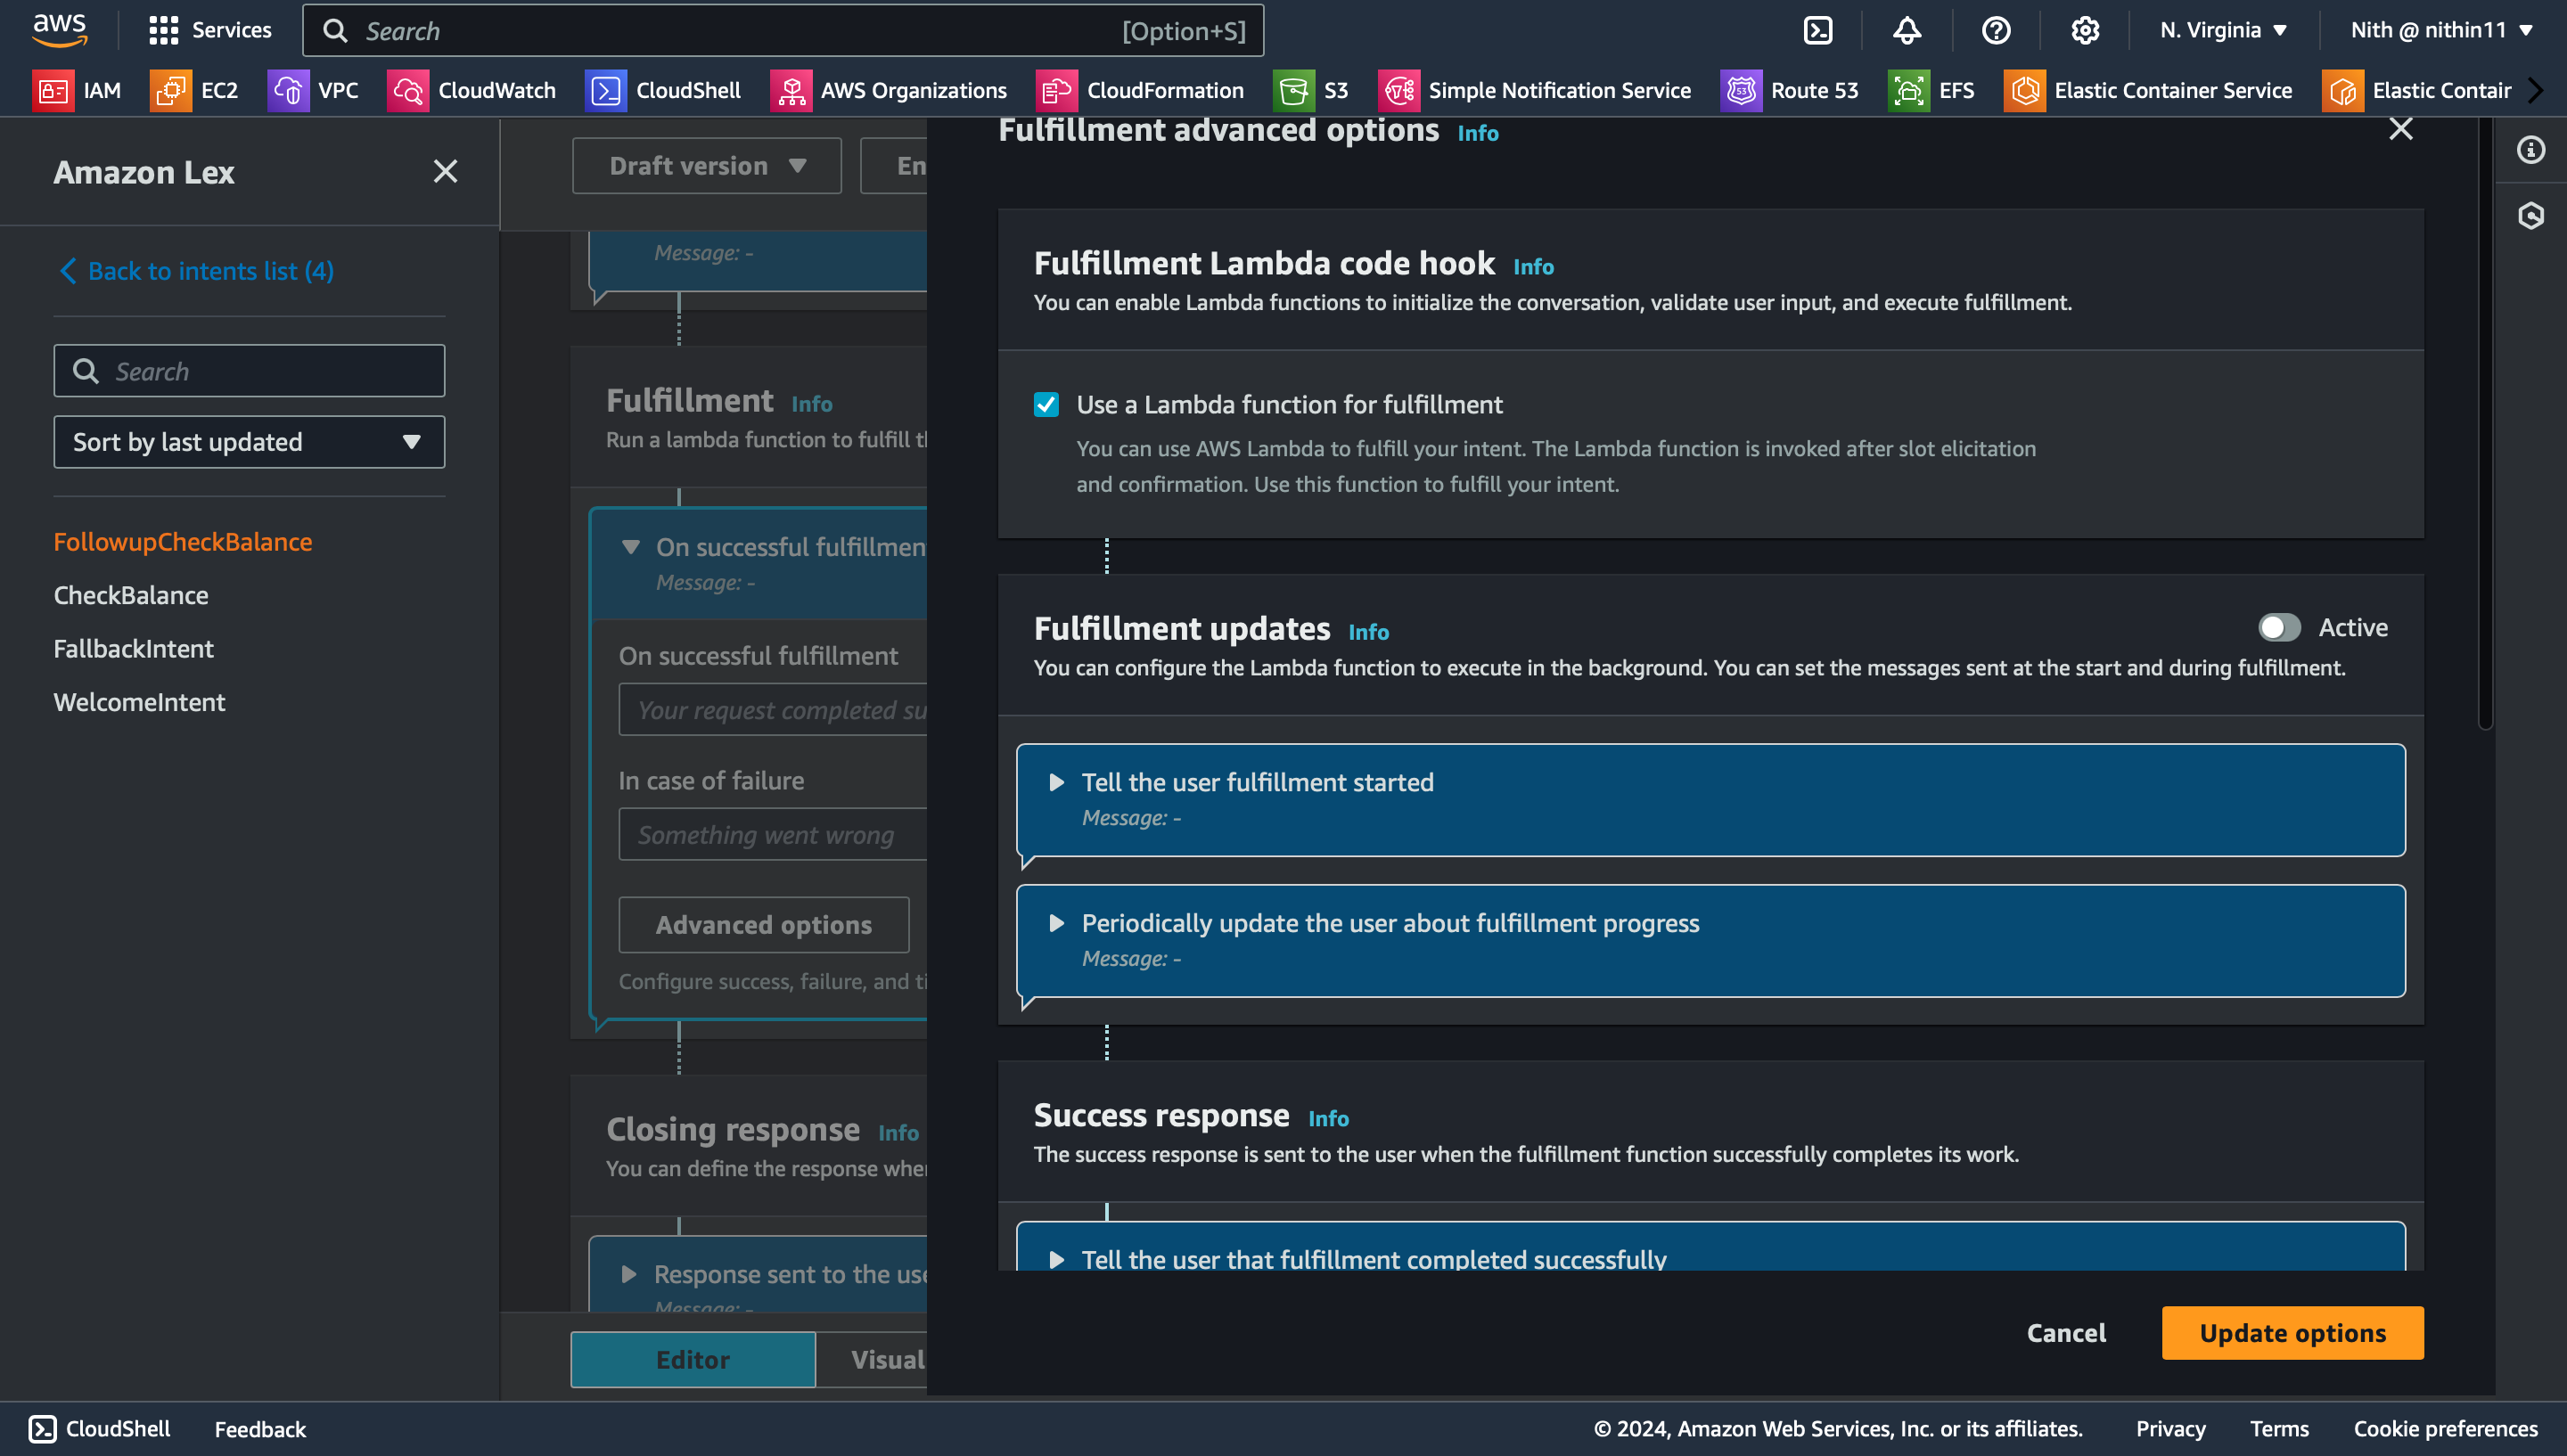 aws
Services
Search
[Option+S]
N. Virginia
Nith @ nithin11
IAM
EC2
VPC
CloudWatch
CloudShell
AWS Organizations
CloudFormation
S3
Simple Notification Service
53
Route 53
EFS
Elastic Container Service
Elastic Contair
Amazon Lex
Back to intents list (4)
Search
Sort by last updated
FollowupCheckBalance
CheckBalance
FallbackIntent
WelcomeIntent
Draft version
En
Message: -
Fulfillment Info
Run a lambda function to fulfill t
On successful fulfillmen
Message: -
On successful fulfillment
Your request completed su
In case of failure
Something went wrong
Advanced options
Configure success, failure, and ti
Closing response Info
You can define the response whe
Response sent to the use
Message: -
Editor
Visual
Fulfillment advanced options Info
Fulfillment Lambda code hook Info
You can enable Lambda functions to initialize the conversation, validate user input, and execute fulfillment.
Use a Lambda function for fulfillment
You can use AWS Lambda to fulfill your intent. The Lambda function is invoked after slot elicitation
and confirmation. Use this function to fulfill your intent.
Fulfillment updates Info
Active
You can configure the Lambda function to execute in the background. You can set the messages sent at the start and during fulfillment.
Tell the user fulfillment started
Message: -
Periodically update the user about fulfillment progress
Message: -
Success response Info
The success response is sent to the user when the fulfillment function successfully completes its work.
Tell the user that fulfillment completed successfully
Cancel
Update options
CloudShell
Feedback
© 2024, Amazon Web Services, Inc. or its affiliates.
Privacy
Terms
Cookie preferences